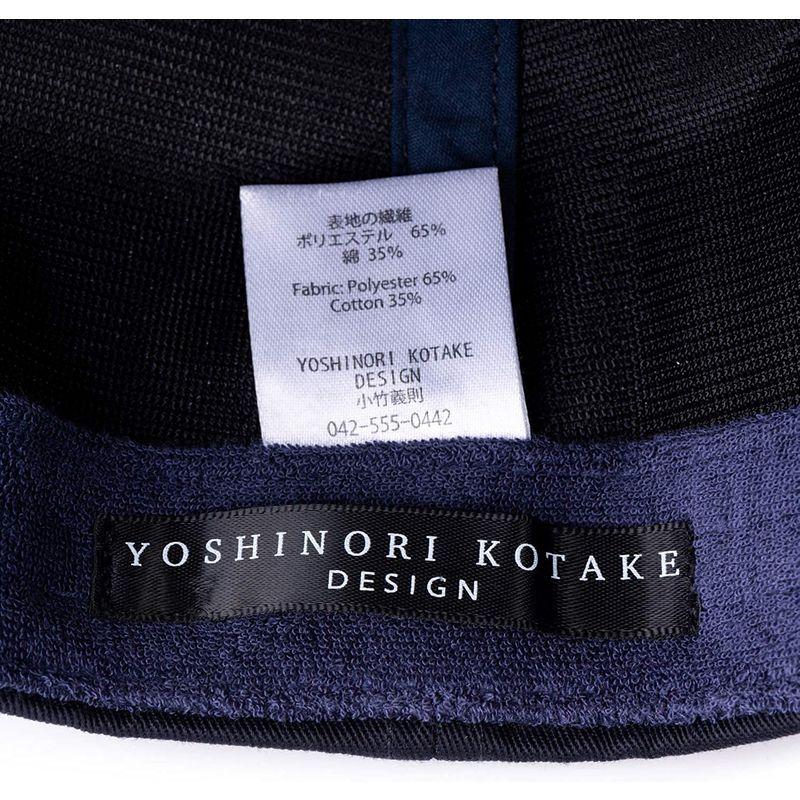 表地の繊維
ポリエステル 65%
綿 35%
Fabric: Polyester 65%
Cotton 35%
YOSHINORI KOTAKE
DESIGN
小竹義則
042-555-0442
YOSHINORI KOTAKE
DESIGN